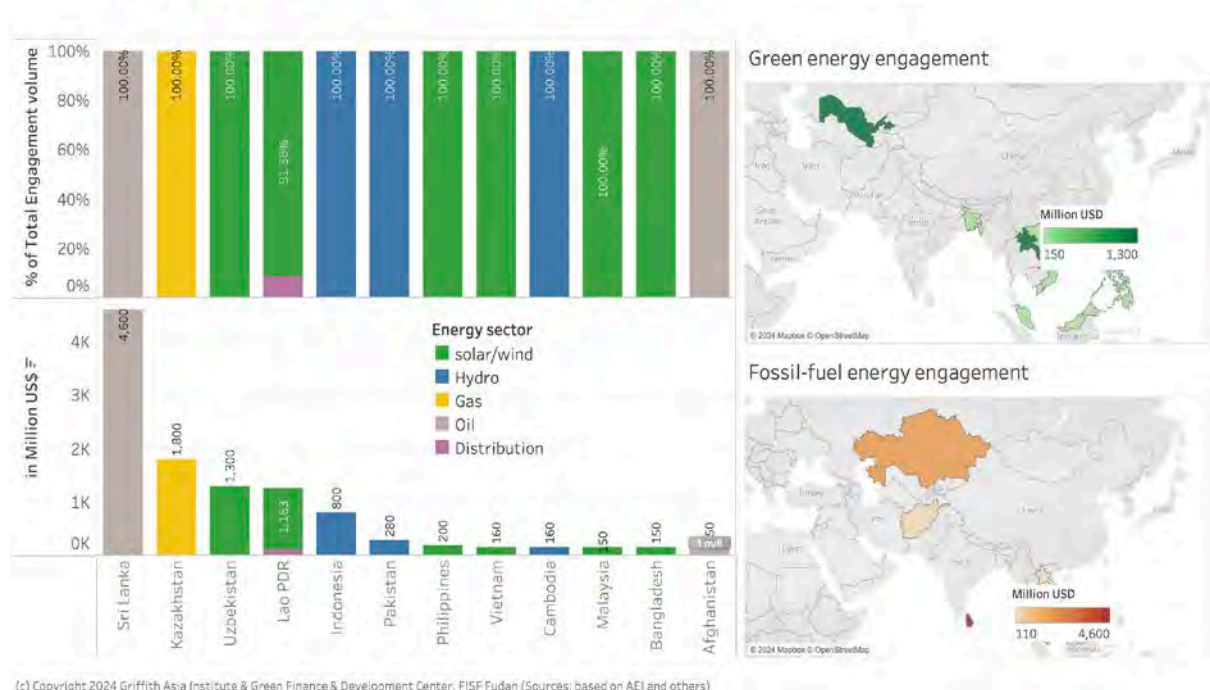 % of Total Engagement volume
100%
80%
60%
40%
20%
0%
100.00%
100.00%
100.00%
91.38%
100.00%
100.00%
100.00%
100.00%
100.00%
100.00%
100.00%
100.00%
in Million US$
4K
3K
2K
1K
0K
4,600
1,800
1,300
1,163
800
280
200
160
160
150
150
1 null
Energy sector
solar/wind
Hydro
Gas
Oil
Distribution
Sri Lanka
Kazakhstan
Uzbekistan
Lao PDR
Indonesia
Pakistan
Philippines
Vietnam
Cambodia
Malaysia
Bangladesh
Afghanistan
Green energy engagement
Iraq
Iran
China
India
Million USD
150 1,300
© 2024 Mapbox © OpenStreetMap
Fossil-fuel energy engagement
Turkey
Egypt
Million USD
110 4,600
© 2024 Mapbox © OpenStreetMap
(c) Copyright 2024 Griffith Asia Institute & Green Finance & Development Center, FISF Fudan (Sources: based on AEI and others)